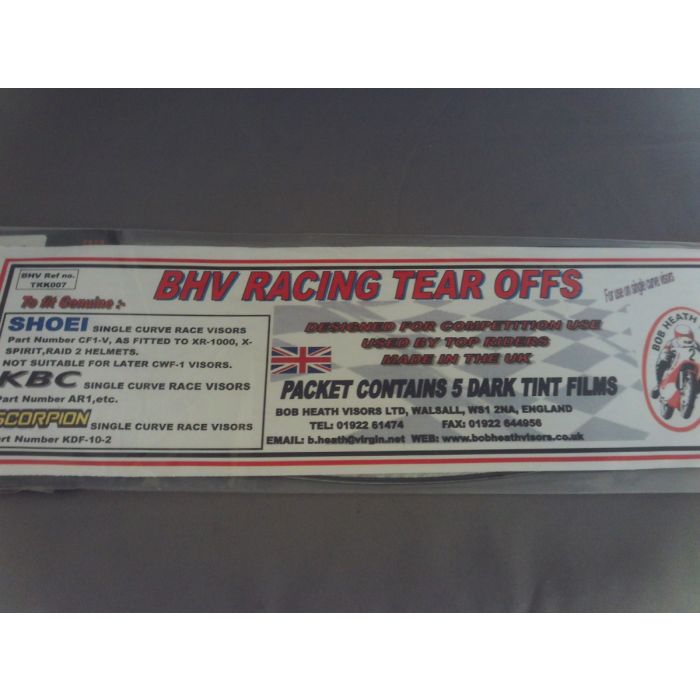 BHV Ref no.
TKK007
BHV RACING TEAR OFFS
For use on single curve visors
To fit Genuine :-
SHOEI SINGLE CURVE RACE VISORS
Part Number CF1-V, AS FITTED TO XR-1000, X-
SPIRIT,RAID 2 HELMETS.
NOT SUITABLE FOR LATER CWF-1 VISORS.
KBC SINGLE CURVE RACE VISORS
Part Number AR1,etc.
SCORPION SINGLE CURVE RACE VISORS
Part Number KDF-10-2
DESIGNED FOR COMPETITION USE
USED BY TOP RIDERS
MADE IN THE UK
PACKET CONTAINS 5 DARK TINT FILMS
BOB HEATH VISORS LTD, WALSALL, WS1 2NA, ENGLAND
TEL: 01922 61474 FAX: 01922 644956
EMAIL: b.heath@virgin.net WEB: www.bobheathvisors.co.uk
BOB HEATH